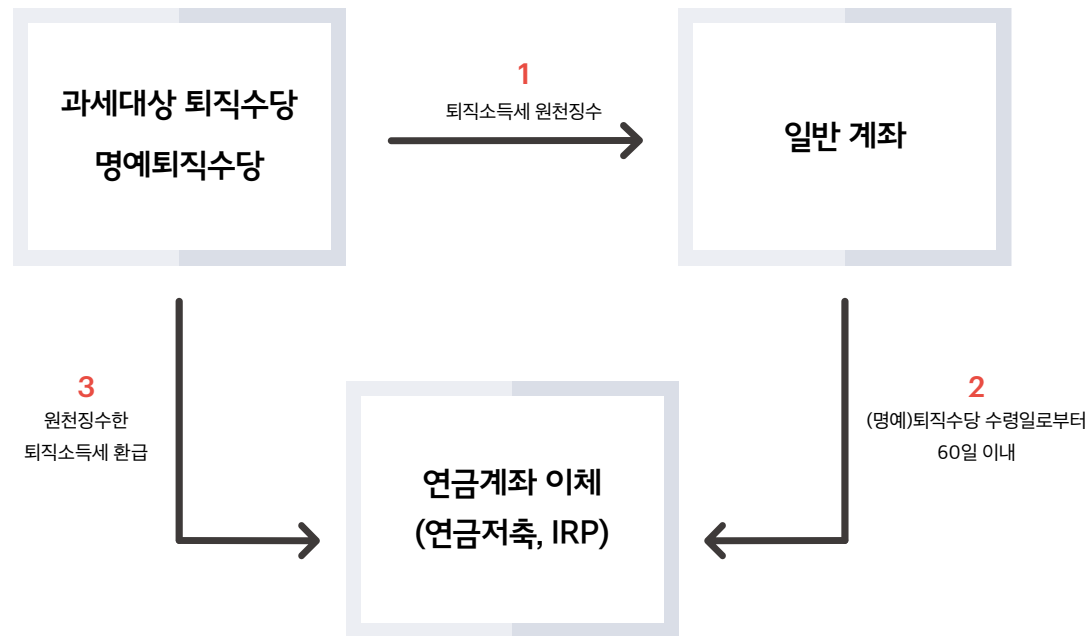 과세대상 퇴직수당
명예퇴직수당
1
퇴직소득세 원천징수
일반 계좌
2
(명예)퇴직수당 수령일로부터
60일 이내
3
원천징수한
퇴직소득세 환급
연금계좌 이체
(연금저축, IRP)